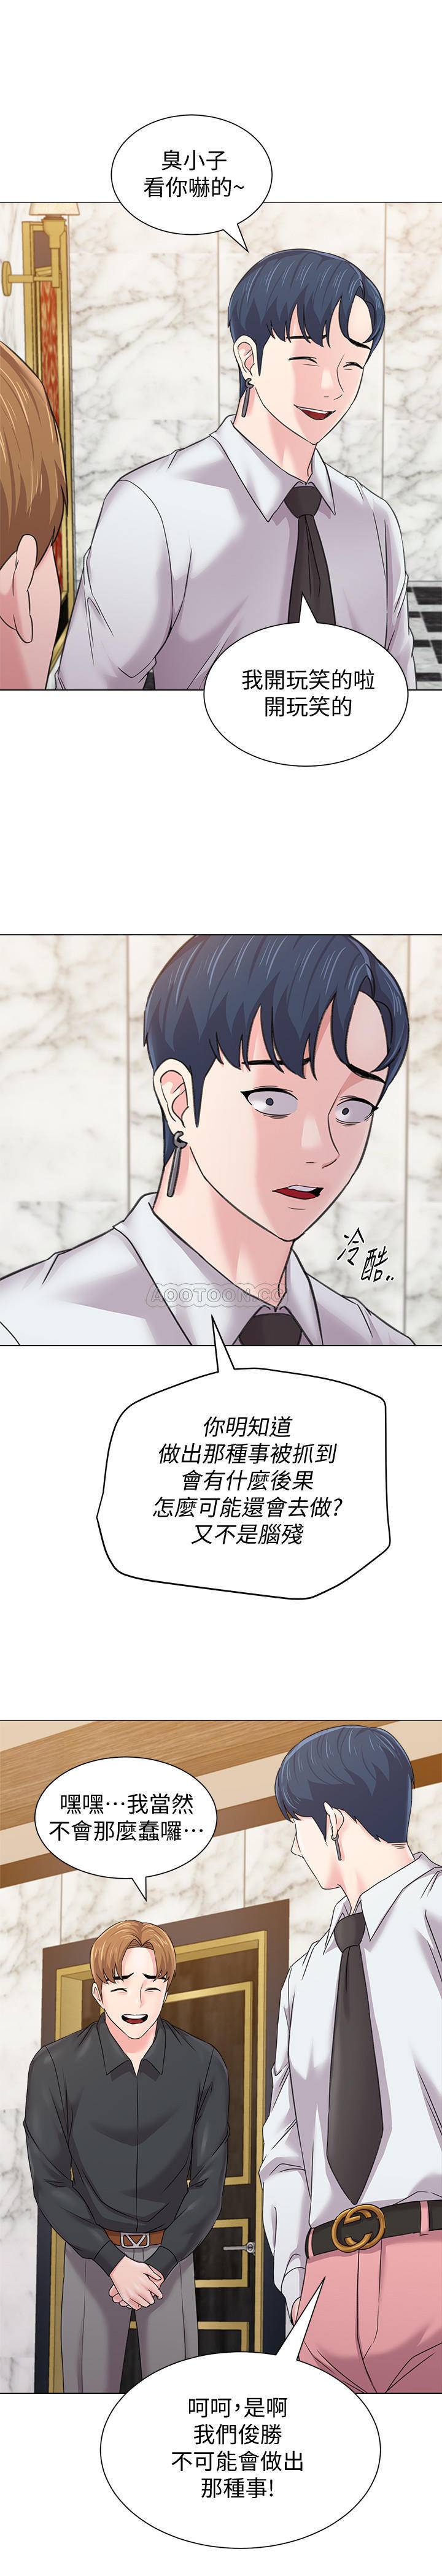 臭小子
看你嚇的~
我開玩笑的啦
開玩笑的
冷酷..
AOOTOON.CC
你明知道
做出那種事被抓到
會有什麼後果
怎麼可能還會去做?
又不是腦殘
嘿嘿…我當然
不會那麼蠢囉…
呵呵,是啊
我們俊勝
不可能會做出
那種事!